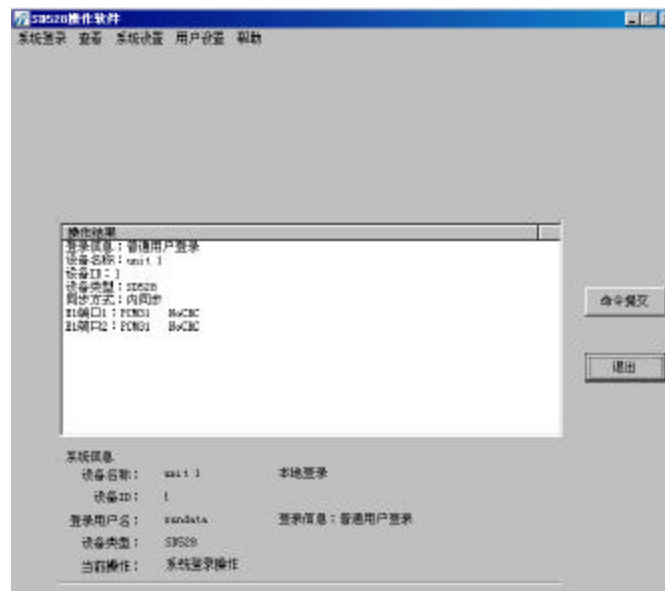 SD528操作软件
系统登录 查看 系统设置 用户设置 帮助
操作结果
登录信息：普通用户登录
设备名称：unit 1
设备ID：1
设备类型：SD528
同步方式：内同步
E1端口1：PCM31 NoCRC
E1端口2：PCM31 NoCRC
命令提交
退出
系统信息
设备名称： unit 1 本地登录
设备ID： 1
登录用户名： sundata 登录信息：普通用户登录
设备类型： SD528
当前操作： 系统登录操作